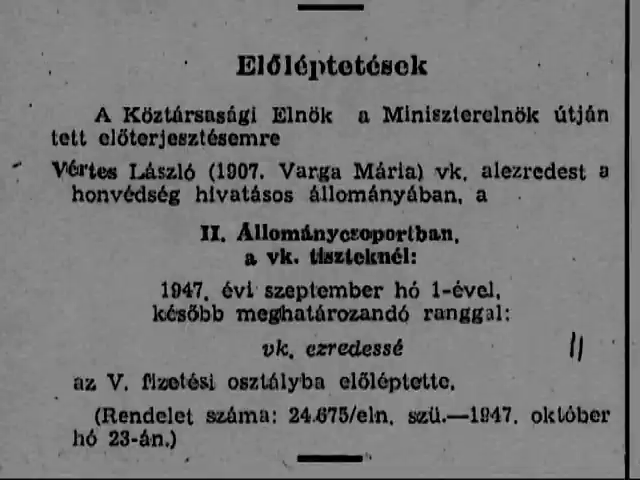 Előléptetések
A Köztársasági Elnök a Miniszterelnök útján
tett előterjesztésemre
Vértes László (1907. Varga Mária) vk. alezredest a
honvédség hivatásos állományában, a
II. Állománycsoportban,
a vk. tiszteknél:
1947. évi szeptember hó 1-ével,
később meghatározandó ranggal:
vk. ezredessé
az V. fizetési osztályba előléptette.
(Rendelet száma: 24.675/eln. szü.—1947. október
hó 23-án.)